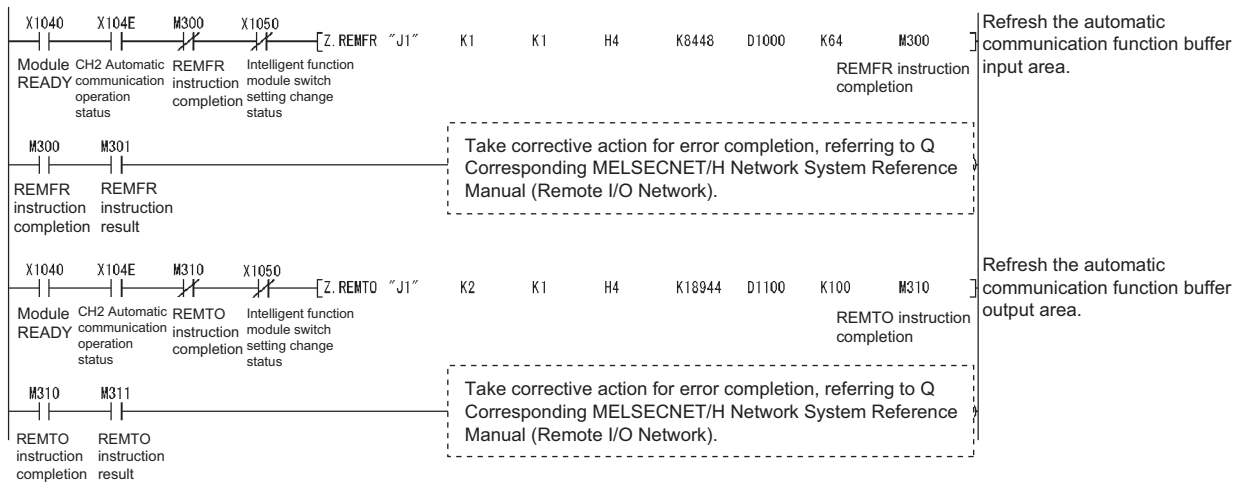 X1040 X104E M300 X1050
Z.REMFR "J1" K1 K1 H4 K8448 D1000 K64 M300
Module READY
CH2 Automatic communication operation status
REMFR instruction completion
Intelligent function module switch setting change status
REMFR instruction completion
Refresh the automatic
communication function buffer
input area.
M300 M301
REMFR instruction completion
REMFR instruction result
Take corrective action for error completion, referring to Q
Corresponding MELSECNET/H Network System Reference
Manual (Remote I/O Network).
X1040 X104E M310 X1050
Z.REMTO "J1" K2 K1 H4 K18944 D1100 K100 M310
Module READY
CH2 Automatic communication operation status
REMTO instruction completion
Intelligent function module switch setting change status
REMTO instruction completion
Refresh the automatic
communication function buffer
output area.
M310 M311
REMTO instruction completion
REMTO instruction result
Take corrective action for error completion, referring to Q
Corresponding MELSECNET/H Network System Reference
Manual (Remote I/O Network).